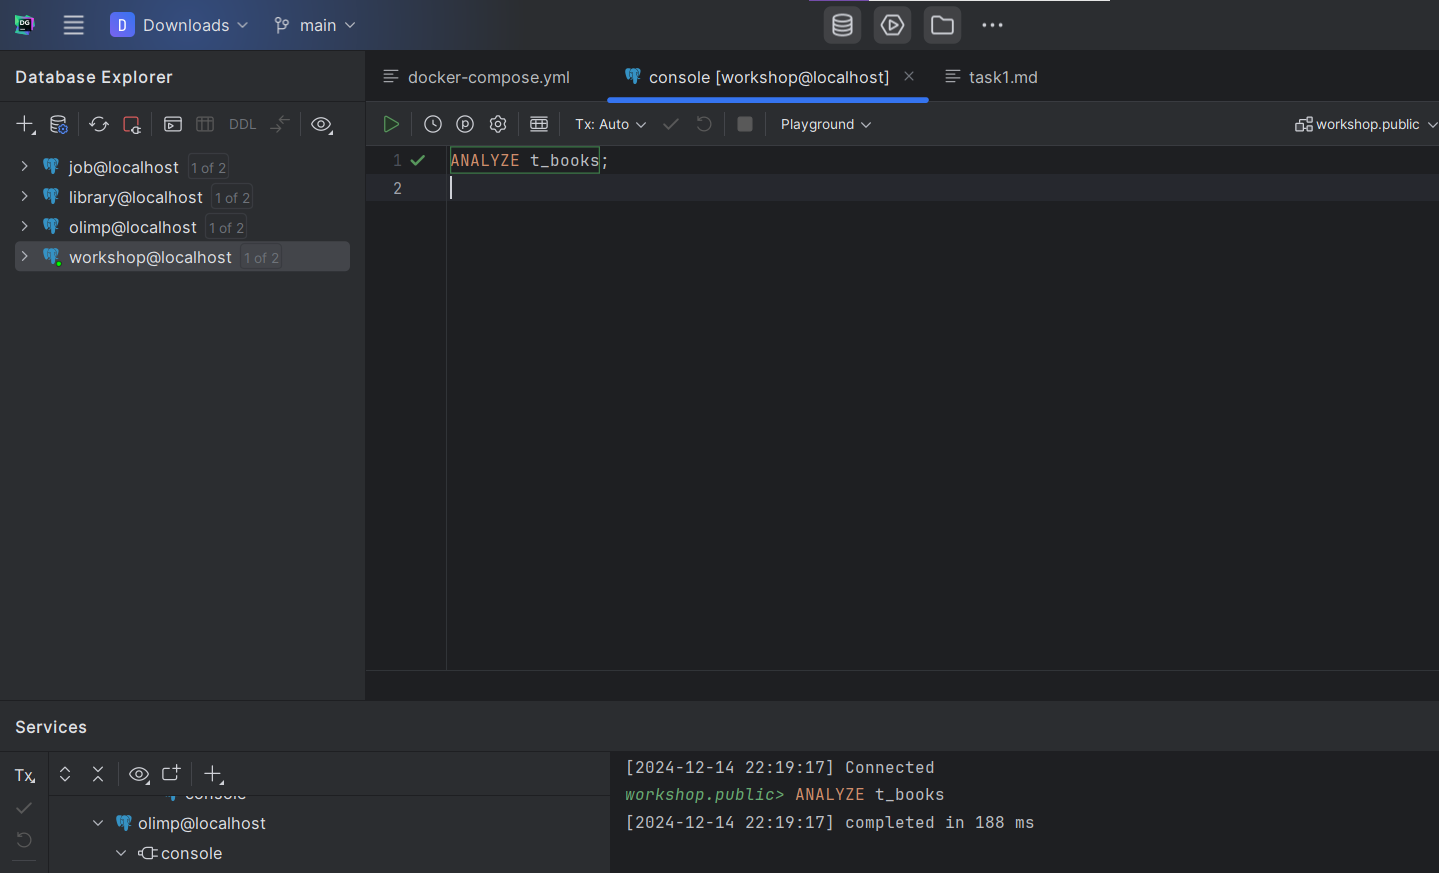 DG
D Downloads main
Database Explorer
docker-compose.yml console [workshop@localhost] task1.md
DDL
Tx: Auto Playground workshop.public
job@localhost 1 of 2
library@localhost 1 of 2
olimp@localhost 1 of 2
workshop@localhost 1 of 2
1 ANALYZE t_books;
2
Services
Tx
console
olimp@localhost
console
[2024-12-14 22:19:17] Connected
workshop.public> ANALYZE t_books
[2024-12-14 22:19:17] completed in 188 ms